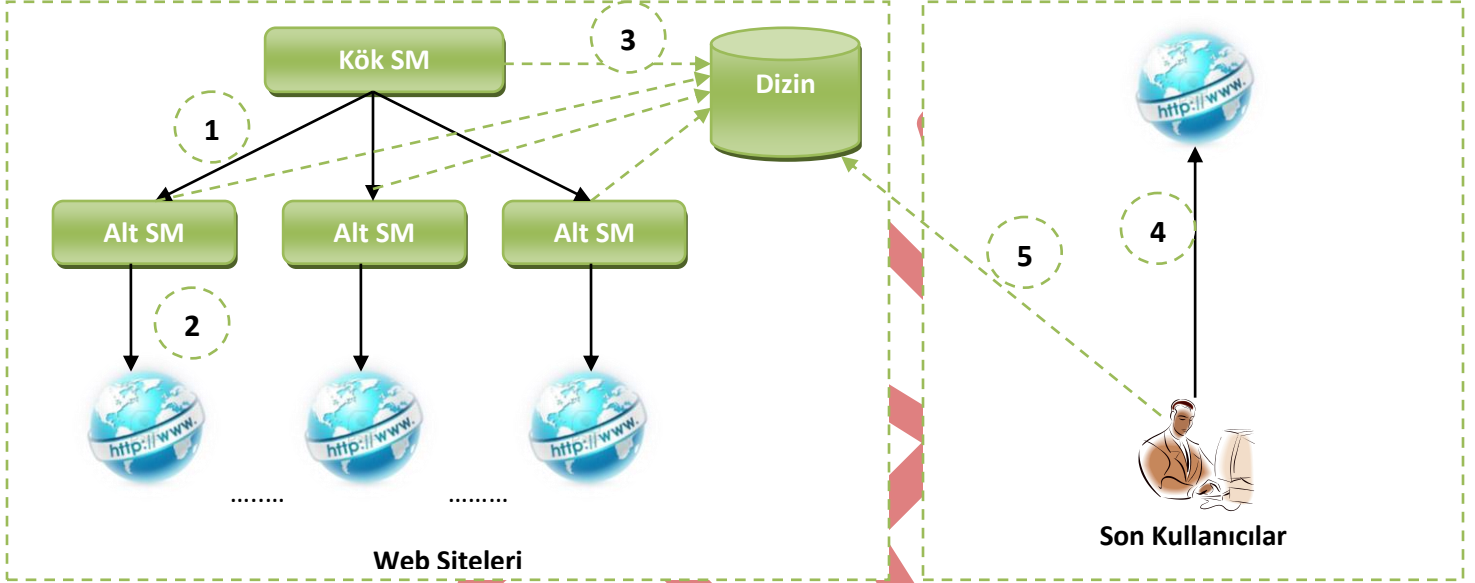 Kök SM
3
Dizin
http://www.
1
Alt SM
Alt SM
Alt SM
4
5
2
http://www.
http://www.
http://www.
........
.........
Son Kullanıcılar
Web Siteleri